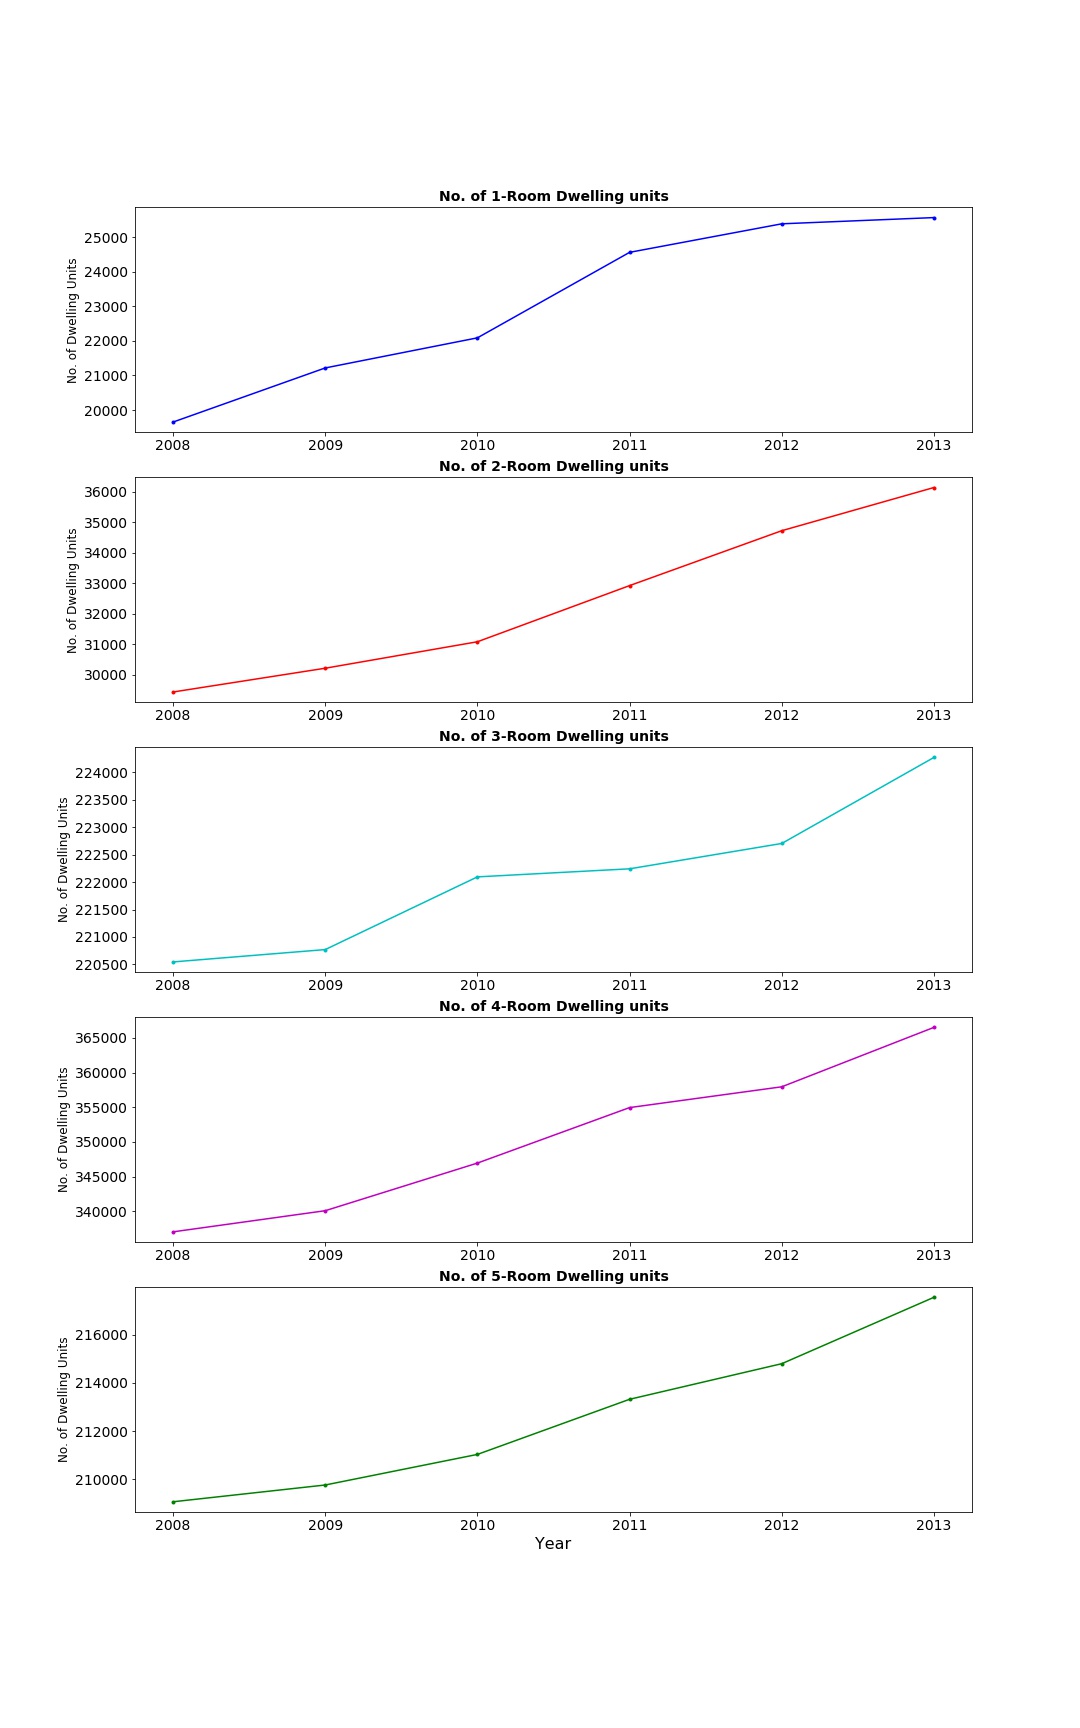 No. of 1-Room Dwelling units
No. of Dwelling Units
25000
24000
23000
22000
21000
20000
2008 2009 2010 2011 2012 2013
No. of 2-Room Dwelling units
No. of Dwelling Units
36000
35000
34000
33000
32000
31000
30000
2008 2009 2010 2011 2012 2013
No. of 3-Room Dwelling units
No. of Dwelling Units
224000
223500
223000
222500
222000
221500
221000
220500
2008 2009 2010 2011 2012 2013
No. of 4-Room Dwelling units
No. of Dwelling Units
365000
360000
355000
350000
345000
340000
2008 2009 2010 2011 2012 2013
No. of 5-Room Dwelling units
No. of Dwelling Units
216000
214000
212000
210000
2008 2009 2010 2011 2012 2013
Year